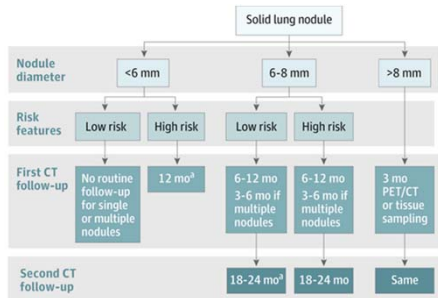 Solid lung nodule
Nodule
diameter
<6 mm
6-8 mm
>8 mm
Risk
features
Low risk
High risk
Low risk
High risk
First CT
follow-up
No routine
follow-up
for single
or multiple
nodules
12 moᵃ
6-12 mo
3-6 mo if
multiple
nodules
6-12 mo
3-6 mo if
multiple
nodules
3 mo
PET/CT
or tissue
sampling
Second CT
follow-up
18-24 moᵃ
18-24 mo
Same